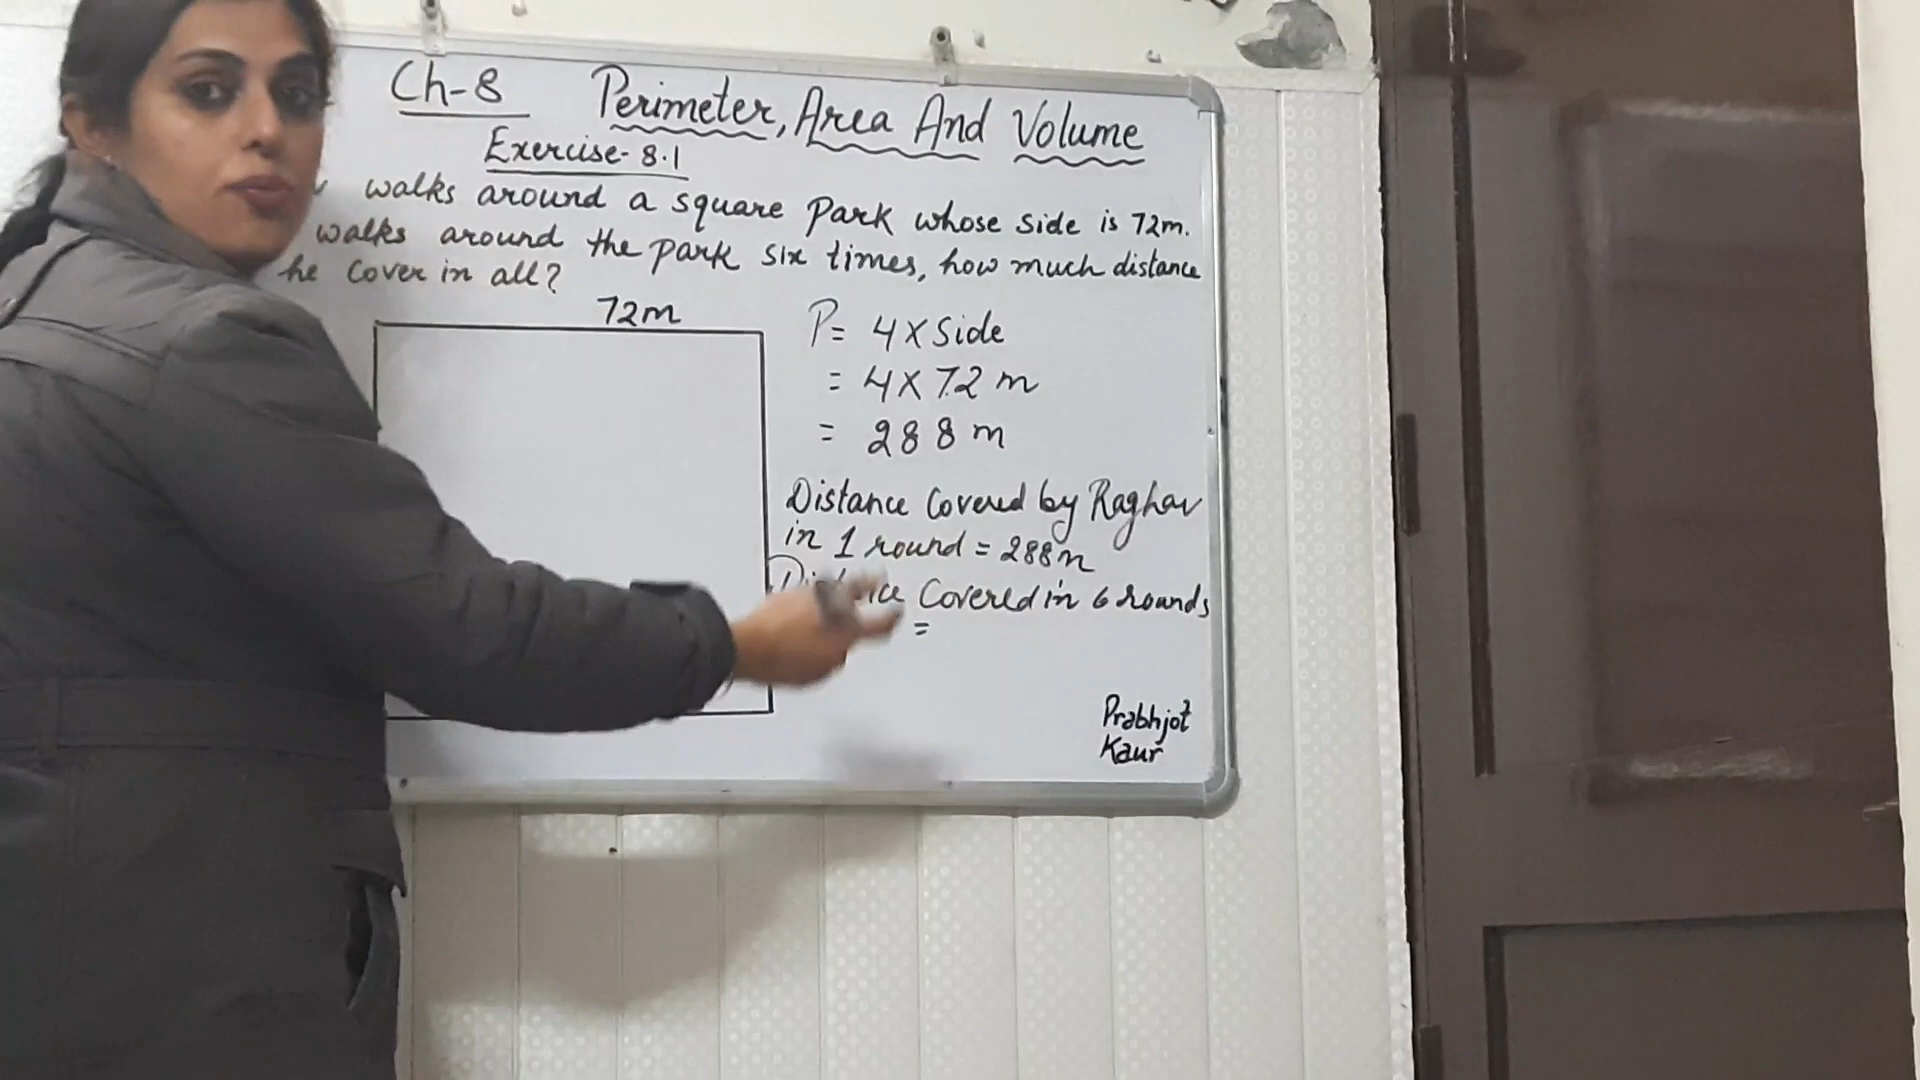 Ch-8 Perimeter, Area And Volume
Exercise-8.1
walks around a square Park whose side is 72m.
walks around the park six times, how much distance
he cover in all?
72m
P= 4 X Side
= 4 X 72 m
= 288 m
Distance Covered by Raghav
in 1 round = 288m
Covered in 6 rounds
=
Prabhjot
Kaur